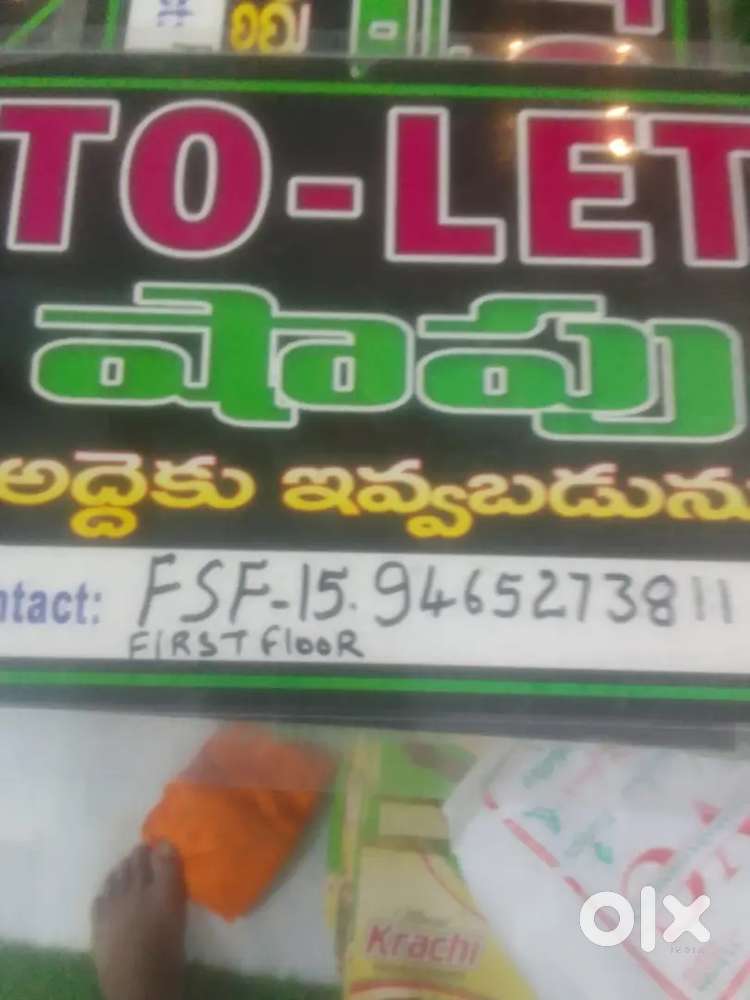 TO-LET
షాపు
అద్దెకు ఇవ్వబడును
ntact: FSF-15. 9465273811
FIRST FlooR
Krachi
olx